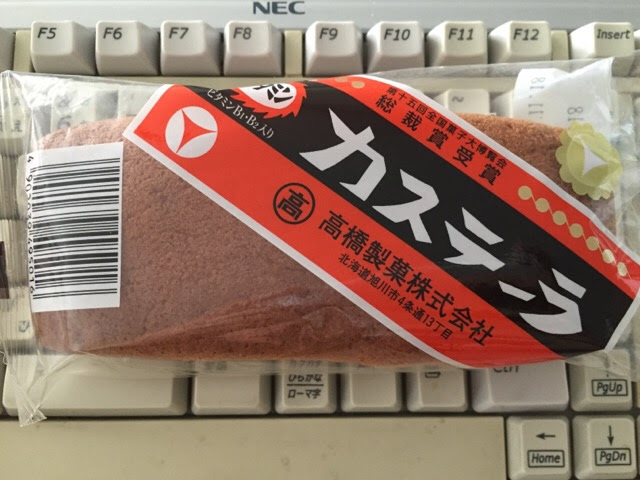 NEC
F5
F6
F7
F8
F9
F10
F11
F12
Insert
ビタミンB1・B2入り
第十五回全国菓子大博覧会
総裁賞受賞
カステーラ
高
高橋製菓株式会社
北海道旭川市4条通13丁目
ひらがな
ローマ字
Ctrl
PgUp
Home
PgDn